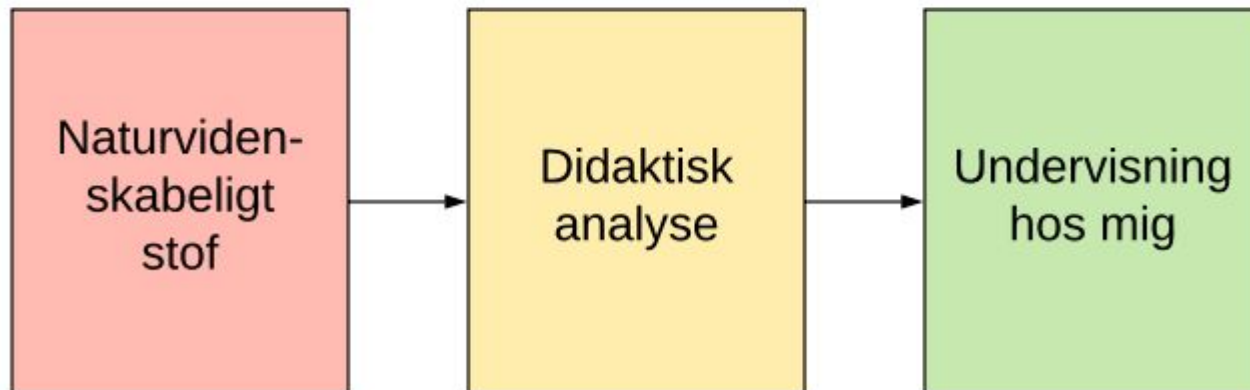 Naturviden-
skabeligt
stof
Didaktisk
analyse
Undervisning
hos mig